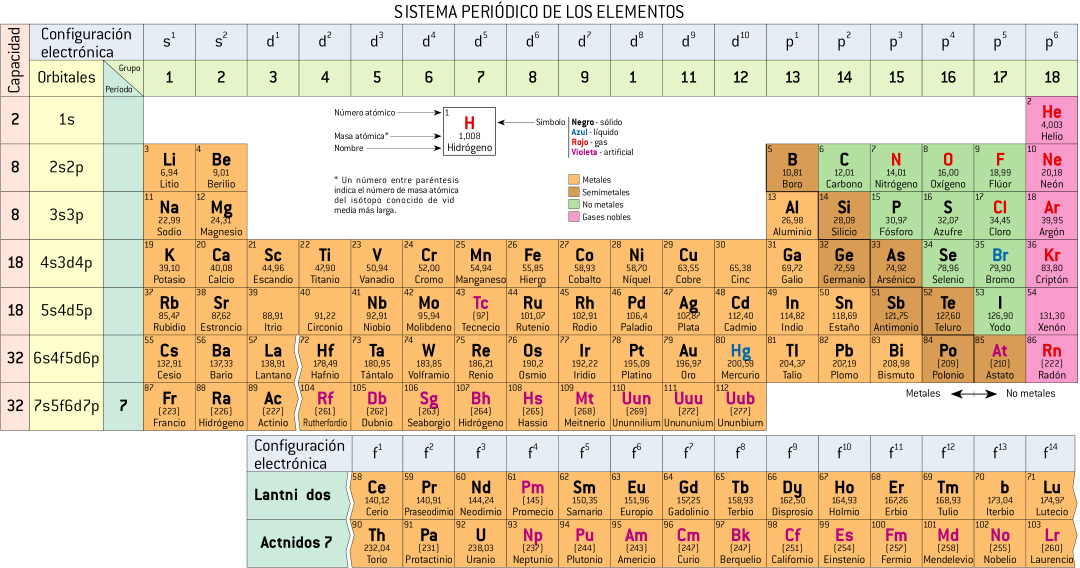 SISTEMA PERIÓDICO DE LOS ELEMENTOS
Capacidad
Configuración electrónica s1 s2 d1 d2 d3 d4 d5 d6 d7 d8 d9 d10 p1 p2 p3 p4 p5 p6
Orbitales Grupo Período 1 2 3 4 5 6 7 8 9 1 11 12 13 14 15 16 17 18
Número atómico
Masa atómica*
Nombre
1 H 1,008 Hidrógeno
Símbolo
Negro - sólido
Azul - líquido
Rojo - gas
Violeta - artificial
* Un número entre paréntesis
indica el número de masa atómica
del isótopo conocido de vid
media más larga.
Metales
Semimetales
No metales
Gases nobles
2 1s
2 He 4,003 Helio
8 2s2p
3 Li 6,94 Litio
4 Be 9,01 Berilio
5 B 10,81 Boro
6 C 12,01 Carbono
7 N 14,01 Nitrógeno
8 O 16,00 Oxígeno
9 F 18,99 Flúor
10 Ne 20,18 Neón
8 3s3p
11 Na 22,99 Sodio
12 Mg 24,31 Magnesio
13 Al 26,98 Aluminio
14 Si 28,09 Silicio
15 P 30,97 Fósforo
16 S 32,07 Azufre
17 Cl 34,45 Cloro
18 Ar 39,95 Argón
18 4s3d4p
19 K 39,10 Potasio
20 Ca 40,08 Calcio
21 Sc 44,96 Escandio
22 Ti 47,90 Titanio
23 V 50,94 Vanadio
24 Cr 52,00 Cromo
25 Mn 54,94 Manganeso
26 Fe 55,85 Hierro
27 Co 58,93 Cobalto
28 Ni 58,70 Níquel
29 Cu 63,55 Cobre
30 65,38 Cinc
31 Ga 69,72 Galio
32 Ge 72,59 Germanio
33 As 74,92 Arsénico
34 Se 78,96 Selenio
35 Br 79,90 Bromo
36 Kr 83,80 Criptón
18 5s4d5p
37 Rb 85,47 Rubidio
38 Sr 87,62 Estroncio
39 88,91 Itrio
40 91,22 Circonio
41 Nb 92,91 Niobio
42 Mo 95,94 Molibdeno
43 Tc (97) Tecnecio
44 Ru 101,07 Rutenio
45 Rh 102,91 Rodio
46 Pd 106,4 Paladio
47 Ag 107,87 Plata
48 Cd 112,40 Cadmio
49 In 114,82 Indio
50 Sn 118,69 Estaño
51 Sb 121,75 Antimonio
52 Te 127,60 Teluro
53 I 126,90 Yodo
54 131,30 Xenón
32 6s4f5d6p
55 Cs 132,91 Cesio
56 Ba 137,33 Bario
57 La 138,91 Lantano
72 Hf 178,49 Hafnio
73 Ta 180,95 Tántalo
74 W 183,85 Volframio
75 Re 186,21 Renio
76 Os 190,2 Osmio
77 Ir 192,22 Iridio
78 Pt 195,09 Platino
79 Au 196,97 Oro
80 Hg 200,59 Mercurio
81 Tl 204,37 Talio
82 Pb 207,19 Plomo
83 Bi 208,98 Bismuto
84 Po (209) Polonio
85 At (210) Astato
86 Rn (222) Radón
32 7s5f6d7p 7
87 Fr (223) Francio
88 Ra (226) Hidrógeno
89 Ac (227) Actinio
104 Rf (261) Rutherfordio
105 Db (262) Dubnio
106 Sg (263) Seaborgio
107 Bh (264) Hidrógeno
108 Hs (265) Hassio
109 Mt (268) Meitnerio
110 Uun (269) Ununnilium
111 Uuu (272) Unununium
112 Uub (277) Ununbium
Metales No metales
Configuración electrónica f1 f2 f3 f4 f5 f6 f7 f8 f9 f10 f11 f12 f13 f14
Lantni dos
58 Ce 140,12 Cerio
59 Pr 140,91 Praseodimio
60 Nd 144,24 Neodimio
61 Pm (145) Promecio
62 Sm 150,35 Samario
63 Eu 151,96 Europio
64 Gd 157,25 Gadolinio
65 Tb 158,93 Terbio
66 Dy 162,50 Disprosio
67 Ho 164,93 Holmio
68 Er 167,26 Erbio
69 Tm 168,93 Tulio
70 b 173,04 Iterbio
71 Lu 174,97 Lutecio
Actnidos 7
90 Th 232,04 Torio
91 Pa (231) Protactinio
92 U 238,03 Uranio
93 Np (237) Neptunio
94 Pu (244) Plutonio
95 Am (243) Americio
96 Cm (247) Curio
97 Bk (247) Berquelio
98 Cf (251) Californio
99 Es (254) Einstenio
100 Fm (257) Fermio
101 Md (258) Mendelevio
102 No (255) Nobelio
103 Lr (260) Laurencio